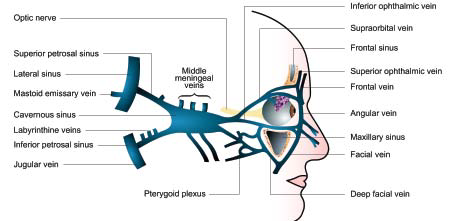 Optic nerve
Superior petrosal sinus
Lateral sinus
Mastoid emissary vein
Cavernous sinus
Labyrinthine veins
Inferior petrosal sinus
Jugular vein
Middle
meningeal
veins
Pterygoid plexus
Inferior ophthalmic vein
Supraorbital vein
Frontal sinus
Superior ophthalmic vein
Frontal vein
Angular vein
Maxillary sinus
Facial vein
Deep facial vein